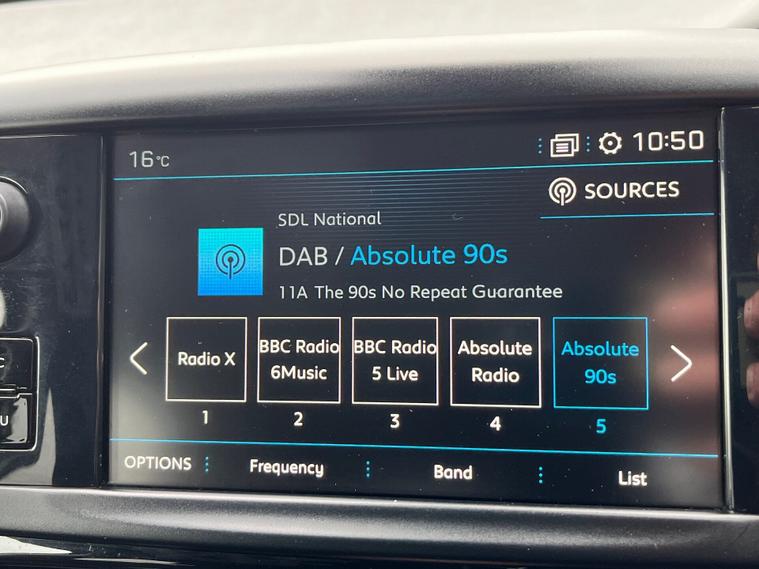 16°C
10:50
SOURCES
SDL National
DAB / Absolute 90s
11A The 90s No Repeat Guarantee
Radio X
BBC Radio
6Music
BBC Radio
5 Live
Absolute
Radio
Absolute
90s
1 2 3 4 5
OPTIONS Frequency Band List
C
U